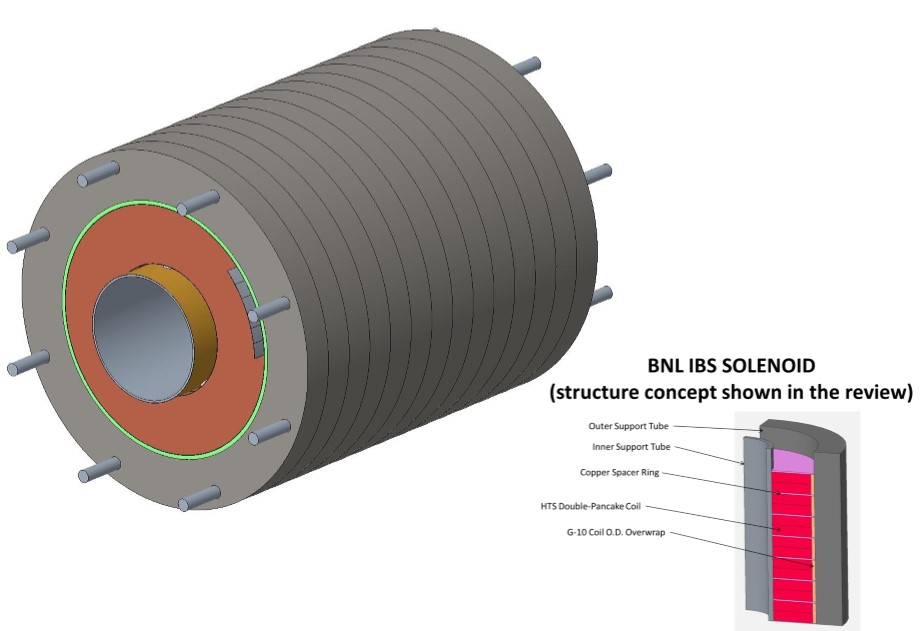 BNL IBS SOLENOID
(structure concept shown in the review)
Outer Support Tube
Inner Support Tube
Copper Spacer Ring
HTS Double-Pancake Coil
G-10 Coil O.D. Overwrap